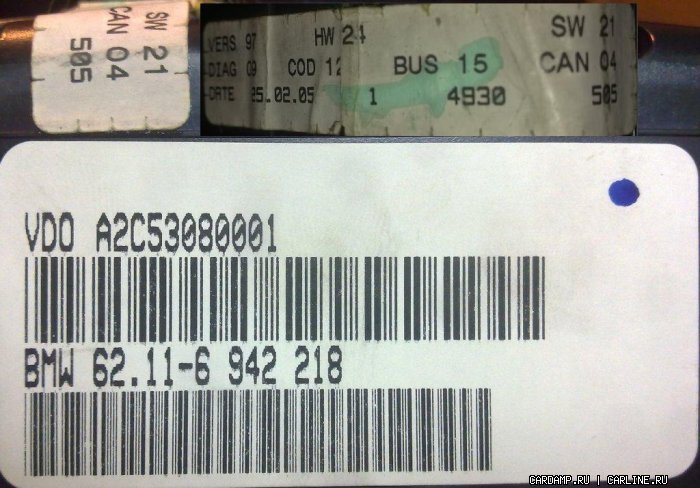 SW 21
CAN 04
505
VERS 97 HW 24 SW 21
DIAG 09 COD 12 BUS 15 CAN 04
DATE 25.02.05 1 4930 505
VDO A2C53080001
BMW 62.11-6 942 218
CARDAMP.RU | CARLINE.RU